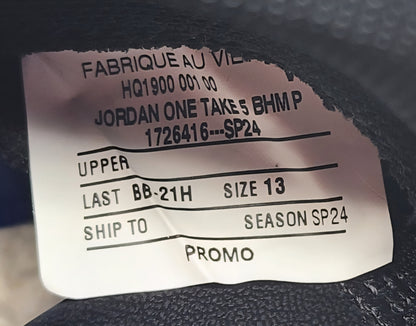 FABRIQUE AU VIE
HQ1900 001 00
JORDAN ONE TAKE 5 BHM P
1726416---SP24
UPPER
LAST BB-21H SIZE 13
SHIP TO SEASON SP24
PROMO